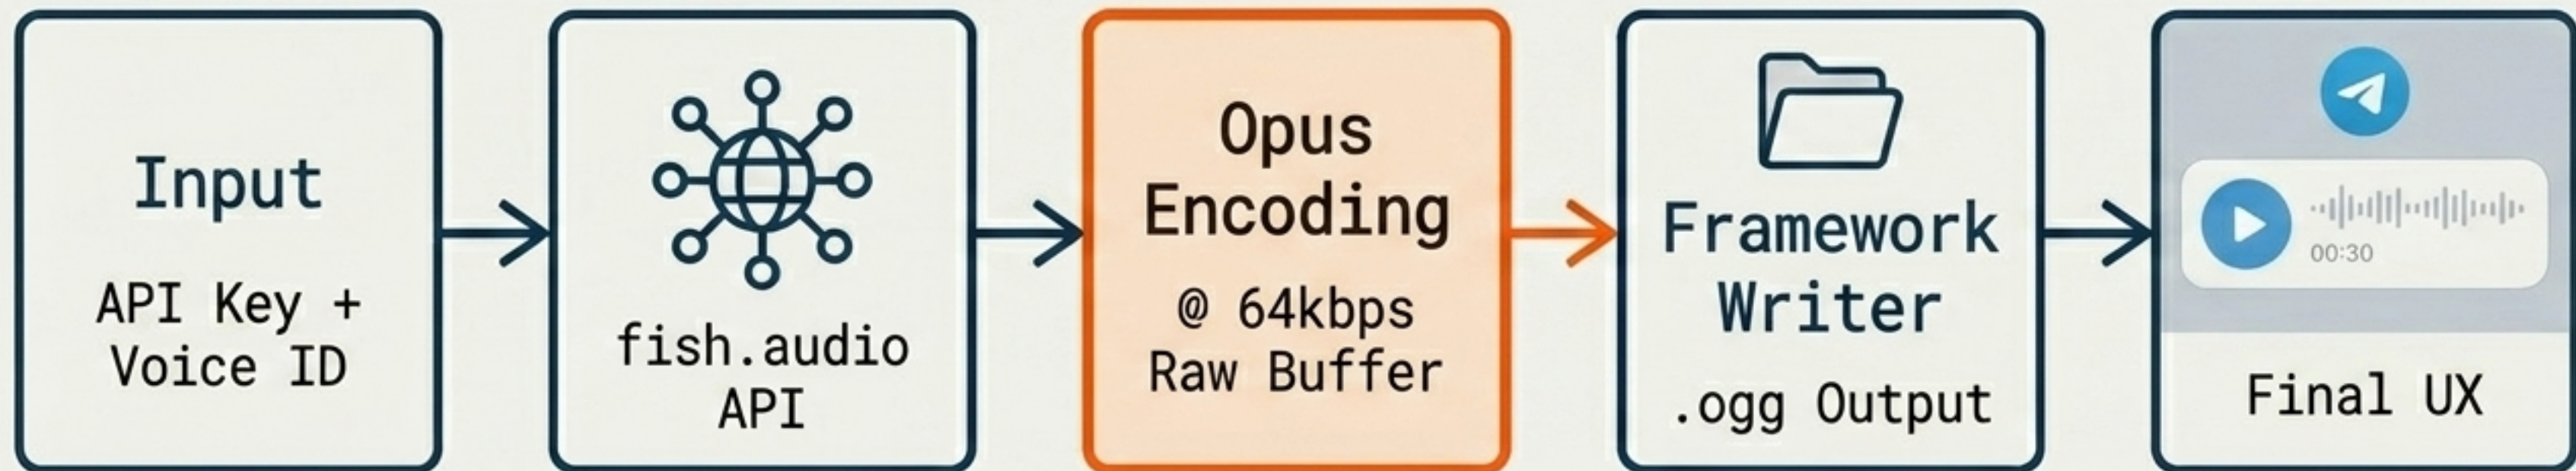 Input
API Key +
Voice ID
fish.audio
API
Opus
Encoding
@ 64kbps
Raw Buffer
Framework
Writer
.ogg Output
00:30
Final UX